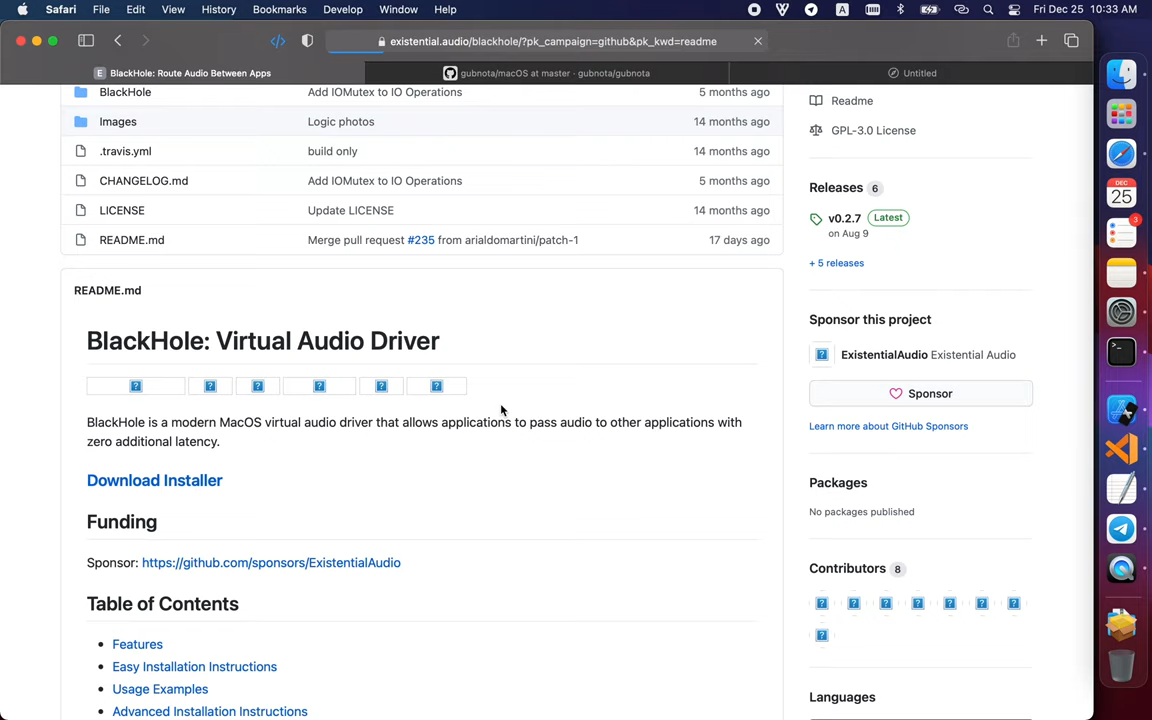 Safari File Edit View History Bookmarks Develop Window Help A Fri Dec 25 10:33 AM
existential.audio/blackhole/?pk_campaign=github&pk_kwd=readme
E BlackHole: Route Audio Between Apps gubnota/macOS at master · gubnota/gubnota Untitled
BlackHole Add IOMutex to IO Operations 5 months ago
Images Logic photos 14 months ago
.travis.yml build only 14 months ago
CHANGELOG.md Add IOMutex to IO Operations 5 months ago
LICENSE Update LICENSE 14 months ago
README.md Merge pull request #235 from arialdomartini/patch-1 17 days ago
README.md
BlackHole: Virtual Audio Driver
BlackHole is a modern MacOS virtual audio driver that allows applications to pass audio to other applications with
zero additional latency.
Download Installer
Funding
Sponsor: https://github.com/sponsors/ExistentialAudio
Table of Contents
Features
Easy Installation Instructions
Usage Examples
Advanced Installation Instructions
Readme
GPL-3.0 License
Releases 6
v0.2.7 Latest
on Aug 9
+ 5 releases
Sponsor this project
ExistentialAudio Existential Audio
Sponsor
Learn more about GitHub Sponsors
Packages
No packages published
Contributors 8
Languages
DEC
25
3